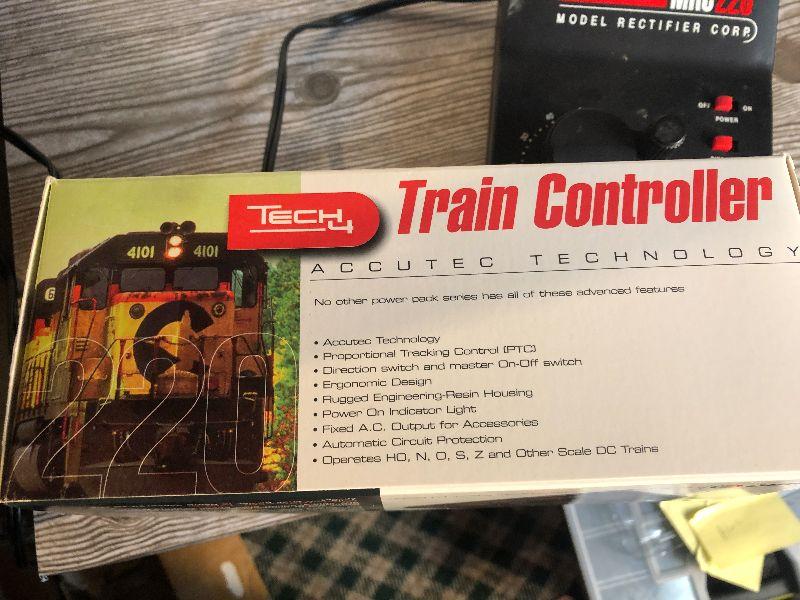 MRC 220
MODEL RECTIFIER CORP.
OFF
ON
POWER
TECH 4
Train Controller
ACCUTEC TECHNOLOGY
No other power pack series has all of these advanced features
4101
4101
6
220
• Accutec Technology
• Proportional Tracking Control (PTC)
• Direction switch and master On-Off switch
• Ergonomic Design
• Rugged Engineering-Resin Housing
• Power On Indicator Light
• Fixed A.C. Output for Accessories
• Automatic Circuit Protection
• Operates HO, N, O, S, Z and Other Scale DC Trains